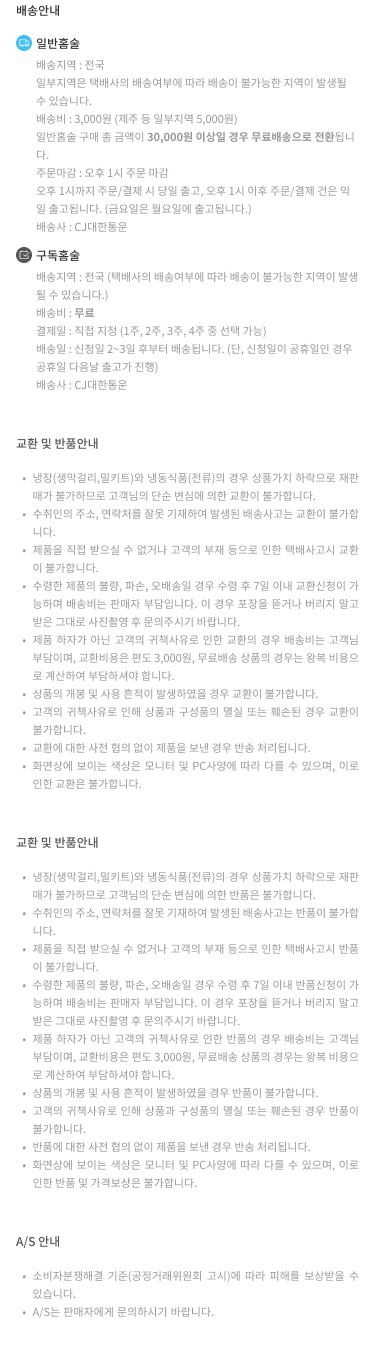 배송안내
일반홈술
배송지역 : 전국
일부지역은 택배사의 배송여부에 따라 배송이 불가능한 지역이 발생될
수 있습니다.
배송비 : 3,000원 (제주 등 일부지역 5,000원)
일반홈술 구매 총 금액이 30,000원 이상일 경우 무료배송으로 전환됩니
다.
주문마감 : 오후 1시 주문 마감
오후 1시까지 주문/결제 시 당일 출고, 오후 1시 이후 주문/결제 건은 익
일 출고됩니다. (금요일은 월요일에 출고됩니다.)
배송사 : CJ대한통운
구독홈술
배송지역 : 전국 (택배사의 배송여부에 따라 배송이 불가능한 지역이 발생
될 수 있습니다.)
배송비 : 무료
결제일 : 직접 지정 (1주, 2주, 3주, 4주 중 선택 가능)
배송일 : 신청일 2~3일 후부터 배송됩니다. (단, 신청일이 공휴일인 경우
공휴일 다음날 출고가 진행)
배송사 : CJ대한통운
교환 및 반품안내
• 냉장(생막걸리,밀키트)와 냉동식품(전류)의 경우 상품가치 하락으로 재판
매가 불가하므로 고객님의 단순 변심에 의한 교환이 불가합니다.
• 수취인의 주소, 연락처를 잘못 기재하여 발생된 배송사고는 교환이 불가합
니다.
• 제품을 직접 받으실 수 없거나 고객의 부재 등으로 인한 택배사고시 교환
이 불가합니다.
• 수령한 제품의 불량, 파손, 오배송일 경우 수령 후 7일 이내 교환신청이 가
능하며 배송비는 판매자 부담입니다. 이 경우 포장을 뜯거나 버리지 말고
받은 그대로 사진촬영 후 문의주시기 바랍니다.
• 제품 하자가 아닌 고객의 귀책사유로 인한 교환의 경우 배송비는 고객님
부담이며, 교환비용은 편도 3,000원, 무료배송 상품의 경우는 왕복 비용으
로 계산하여 부담하셔야 합니다.
• 상품의 개봉 및 사용 흔적이 발생하였을 경우 교환이 불가합니다.
• 고객의 귀책사유로 인해 상품과 구성품의 멸실 또는 훼손된 경우 교환이
불가합니다.
• 교환에 대한 사전 협의 없이 제품을 보낸 경우 반송 처리됩니다.
• 화면상에 보이는 색상은 모니터 및 PC사양에 따라 다를 수 있으며, 이로
인한 교환은 불가합니다.
교환 및 반품안내
• 냉장(생막걸리,밀키트)와 냉동식품(전류)의 경우 상품가치 하락으로 재판
매가 불가하므로 고객님의 단순 변심에 의한 반품은 불가합니다.
• 수취인의 주소, 연락처를 잘못 기재하여 발생된 배송사고는 반품이 불가합
니다.
• 제품을 직접 받으실 수 없거나 고객의 부재 등으로 인한 택배사고시 반품
이 불가합니다.
• 수령한 제품의 불량, 파손, 오배송일 경우 수령 후 7일 이내 반품신청이 가
능하며 배송비는 판매자 부담입니다. 이 경우 포장을 뜯거나 버리지 말고
받은 그대로 사진촬영 후 문의주시기 바랍니다.
• 제품 하자가 아닌 고객의 귀책사유로 인한 반품의 경우 배송비는 고객님
부담이며, 교환비용은 편도 3,000원, 무료배송 상품의 경우는 왕복 비용으
로 계산하여 부담하셔야 합니다.
• 상품의 개봉 및 사용 흔적이 발생하였을 경우 반품이 불가합니다.
• 고객의 귀책사유로 인해 상품과 구성품의 멸실 또는 훼손된 경우 반품이
불가합니다.
• 반품에 대한 사전 협의 없이 제품을 보낸 경우 반송 처리됩니다.
• 화면상에 보이는 색상은 모니터 및 PC사양에 따라 다를 수 있으며, 이로
인한 반품 및 가격보상은 불가합니다.
A/S 안내
• 소비자분쟁해결 기준(공정거래위원회 고시)에 따라 피해를 보상받을 수
있습니다.
• A/S는 판매자에게 문의하시기 바랍니다.